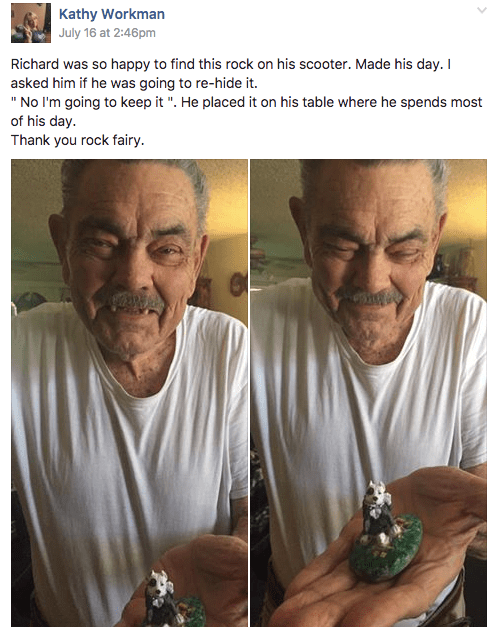 Kathy Workman
July 16 at 2:46pm
Richard was so happy to find this rock on his scooter. Made his day. I
asked him if he was going to re-hide it.
" No I'm going to keep it ". He placed it on his table where he spends most
of his day.
Thank you rock fairy.